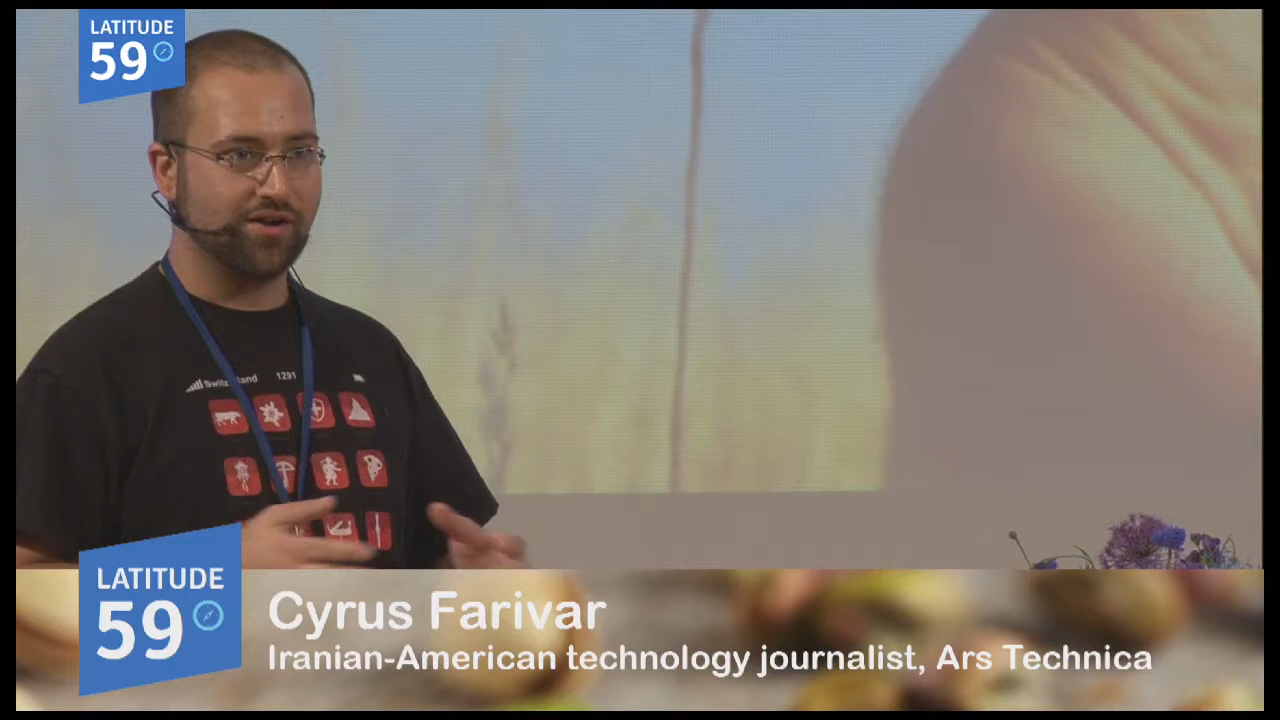 LATITUDE
59
Switzerland 1291
LATITUDE
59
Cyrus Farivar
Iranian-American technology journalist, Ars Technica